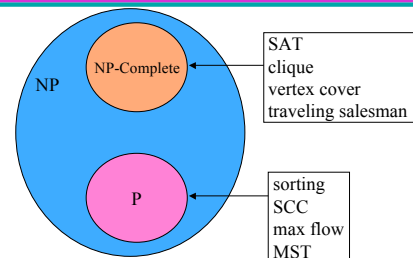 SAT
clique
vertex cover
traveling salesman
NP-Complete
NP
P
sorting
SCC
max flow
MST